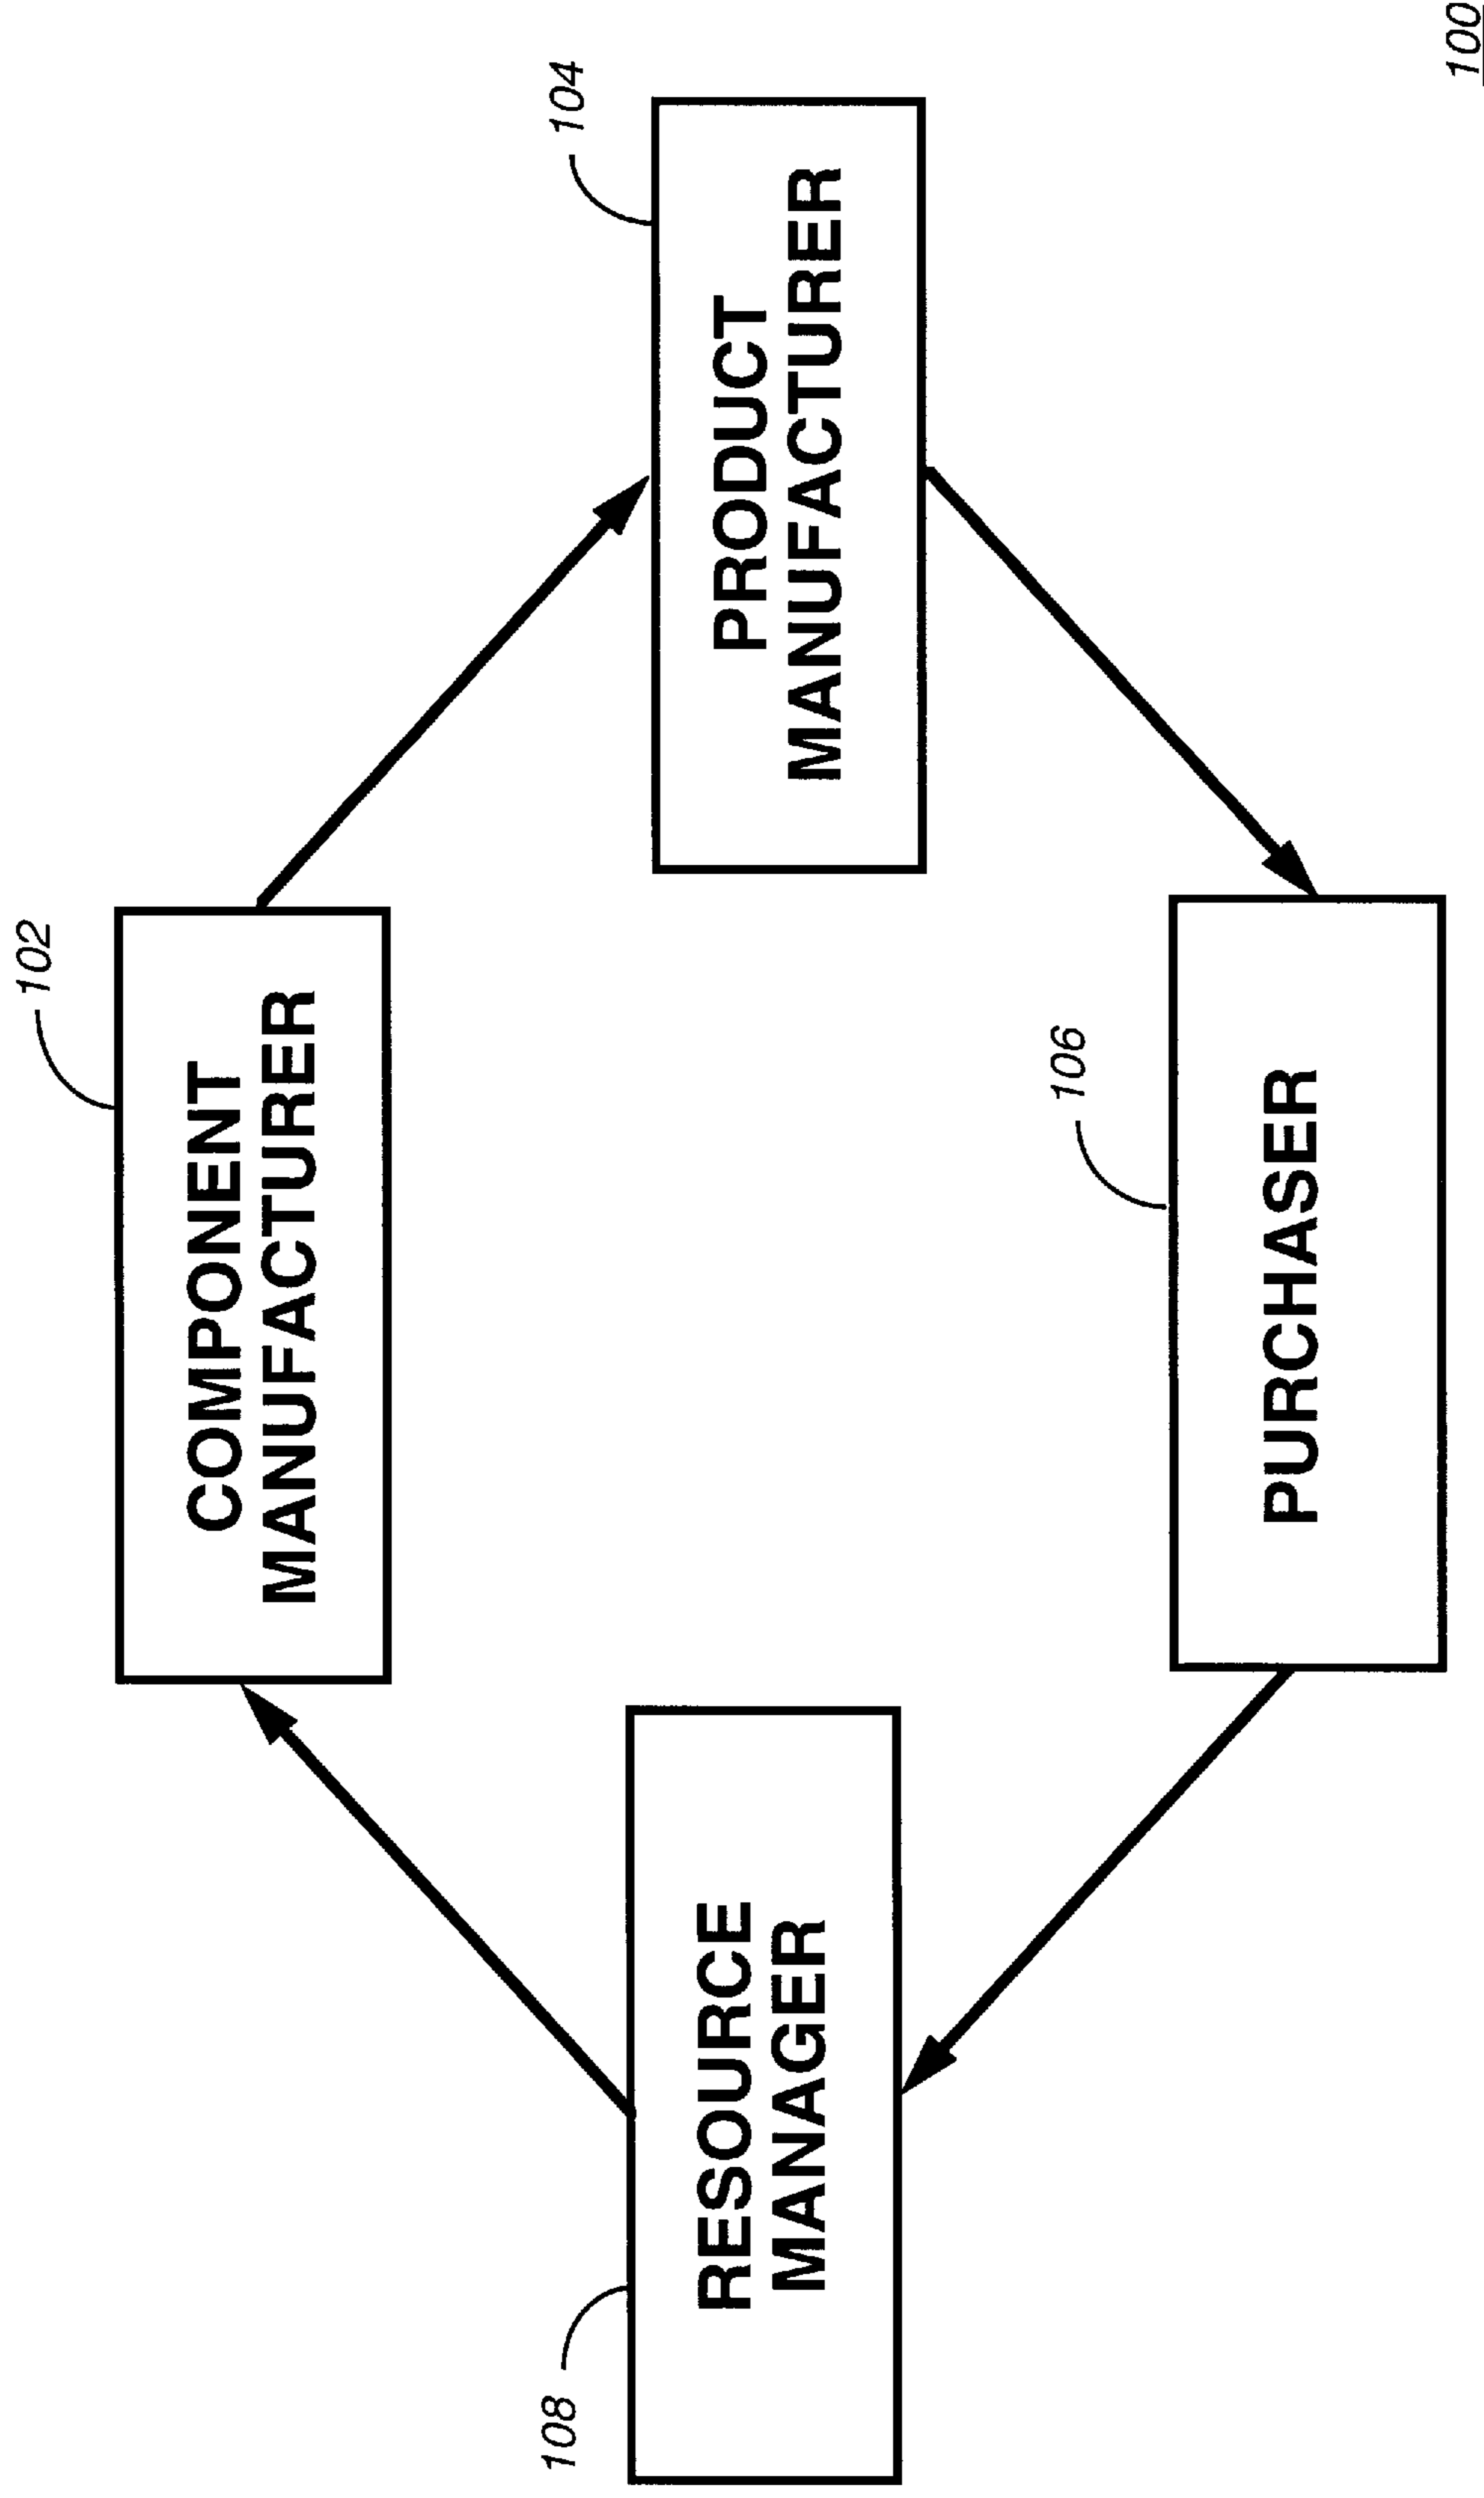 102
COMPONENT
MANUFACTURER
108
RESOURCE
MANAGER
104
PRODUCT
MANUFACTURER
106
PURCHASER
100